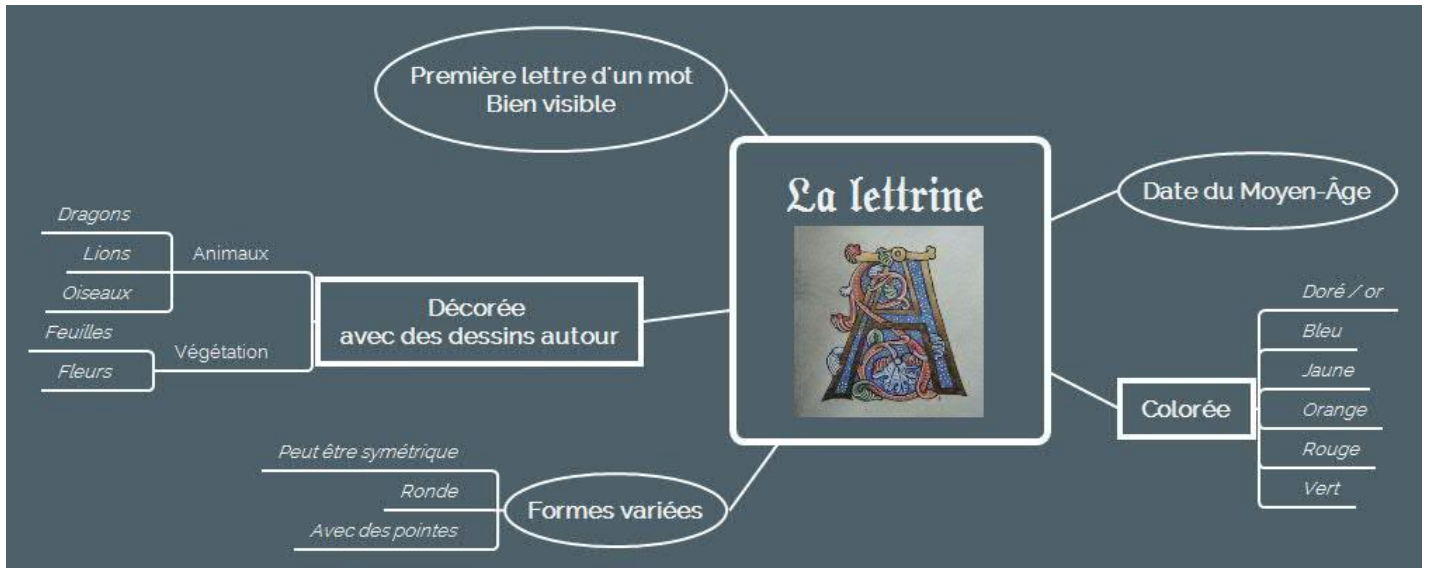 La lettrine
Première lettre d'un mot
Bien visible
Date du Moyen-Âge
Colorée
Doré / or
Bleu
Jaune
Orange
Rouge
Vert
Formes variées
Peut être symétrique
Ronde
Avec des pointes
Décorée
avec des dessins autour
Animaux
Dragons
Lions
Oiseaux
Végétation
Feuilles
Fleurs